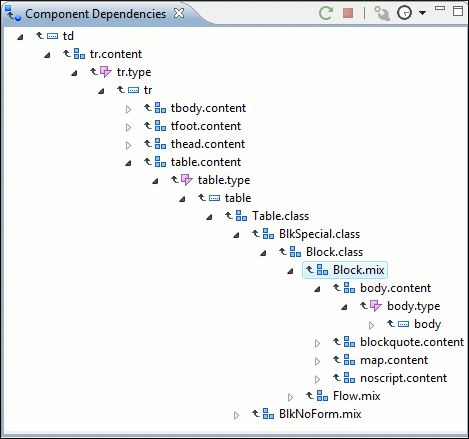 Component Dependencies
td
tr.content
tr.type
tr
tbody.content
tfoot.content
thead.content
table.content
table.type
table
Table.class
BlkSpecial.class
Block.class
Block.mix
body.content
body.type
body
blockquote.content
map.content
noscript.content
Flow.mix
BlkNoForm.mix